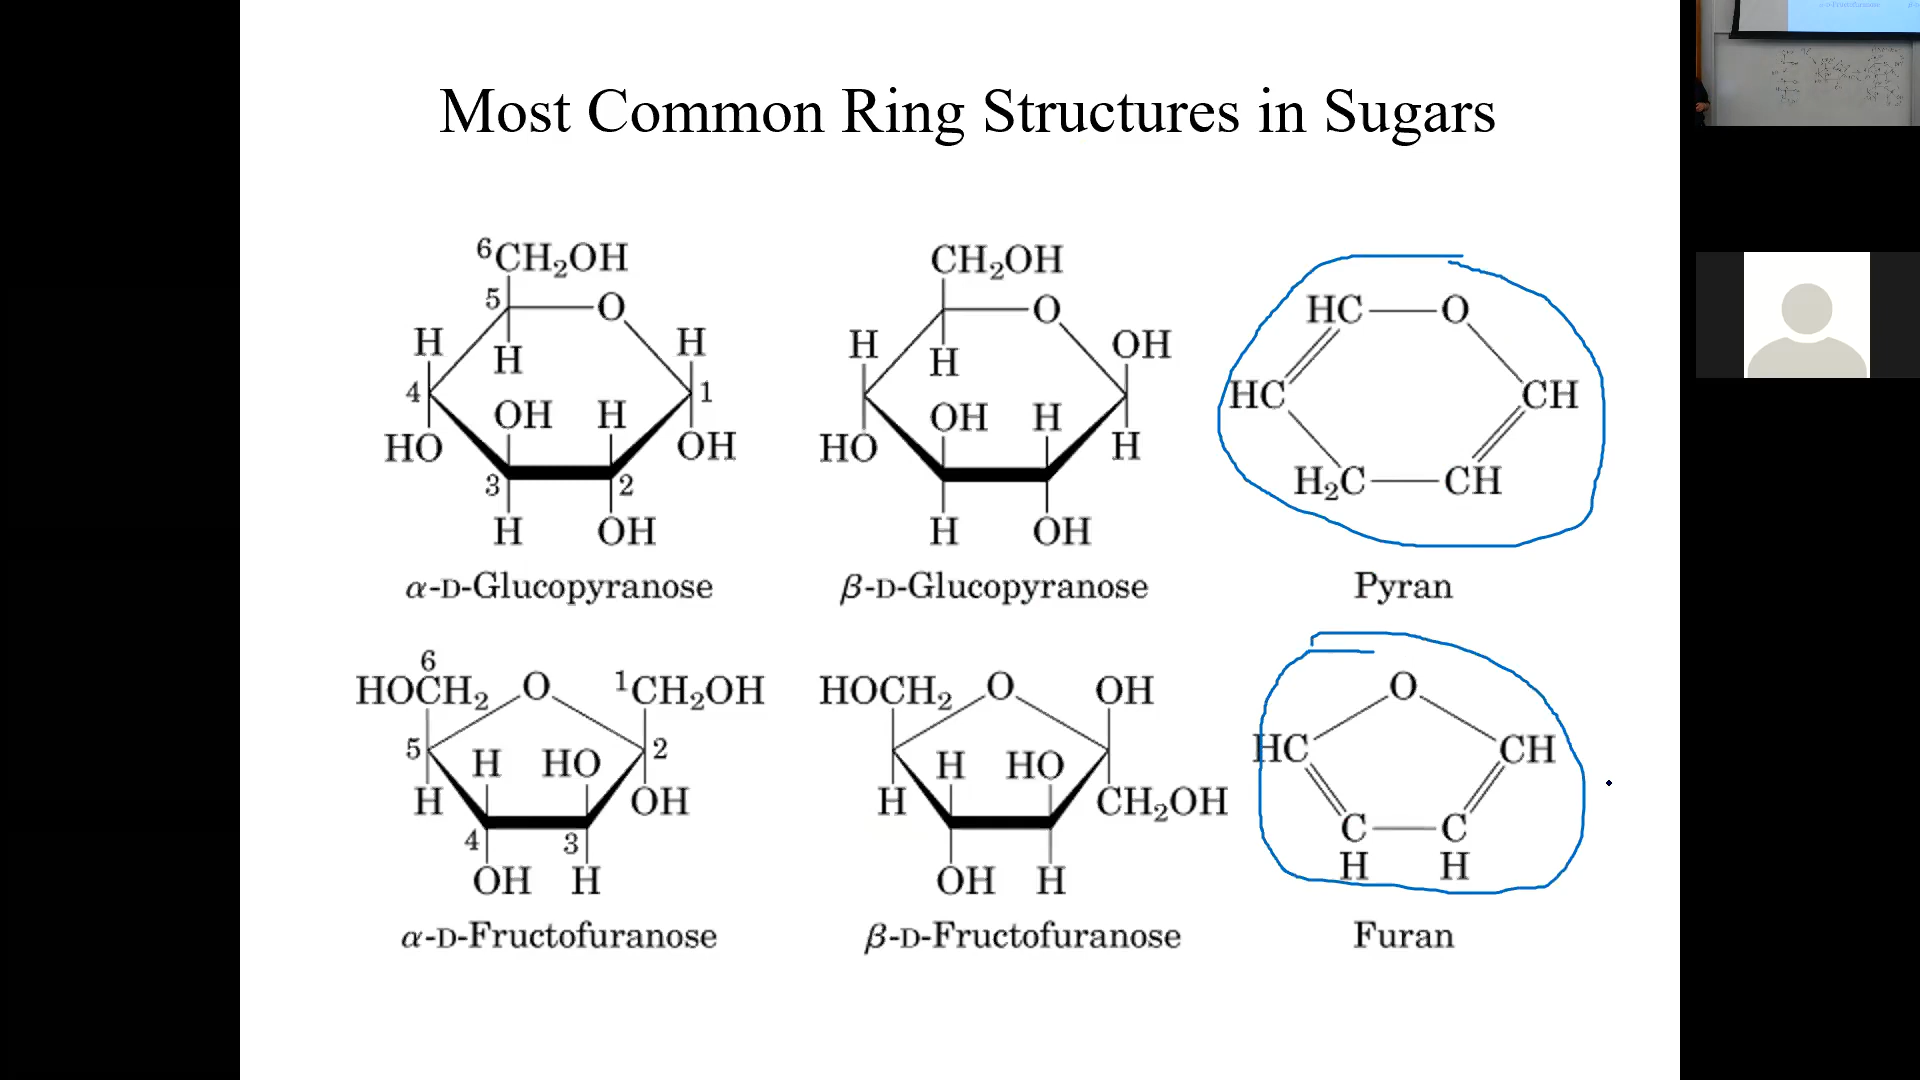 Most Common Ring Structures in Sugars
⁶CH₂OH
5
O
H
H
H
4
1
OH
H
HO
OH
3
2
H
OH
α-D-Glucopyranose
CH₂OH
O
H
OH
H
OH
H
HO
H
H
OH
β-D-Glucopyranose
HC
O
HC
CH
H₂C
CH
Pyran
6
HOCH₂
O
¹CH₂OH
5
2
H
HO
H
OH
4
3
OH
H
α-D-Fructofuranose
HOCH₂
O
OH
H
HO
H
CH₂OH
OH
H
β-D-Fructofuranose
O
HC
CH
C
C
H
H
Furan